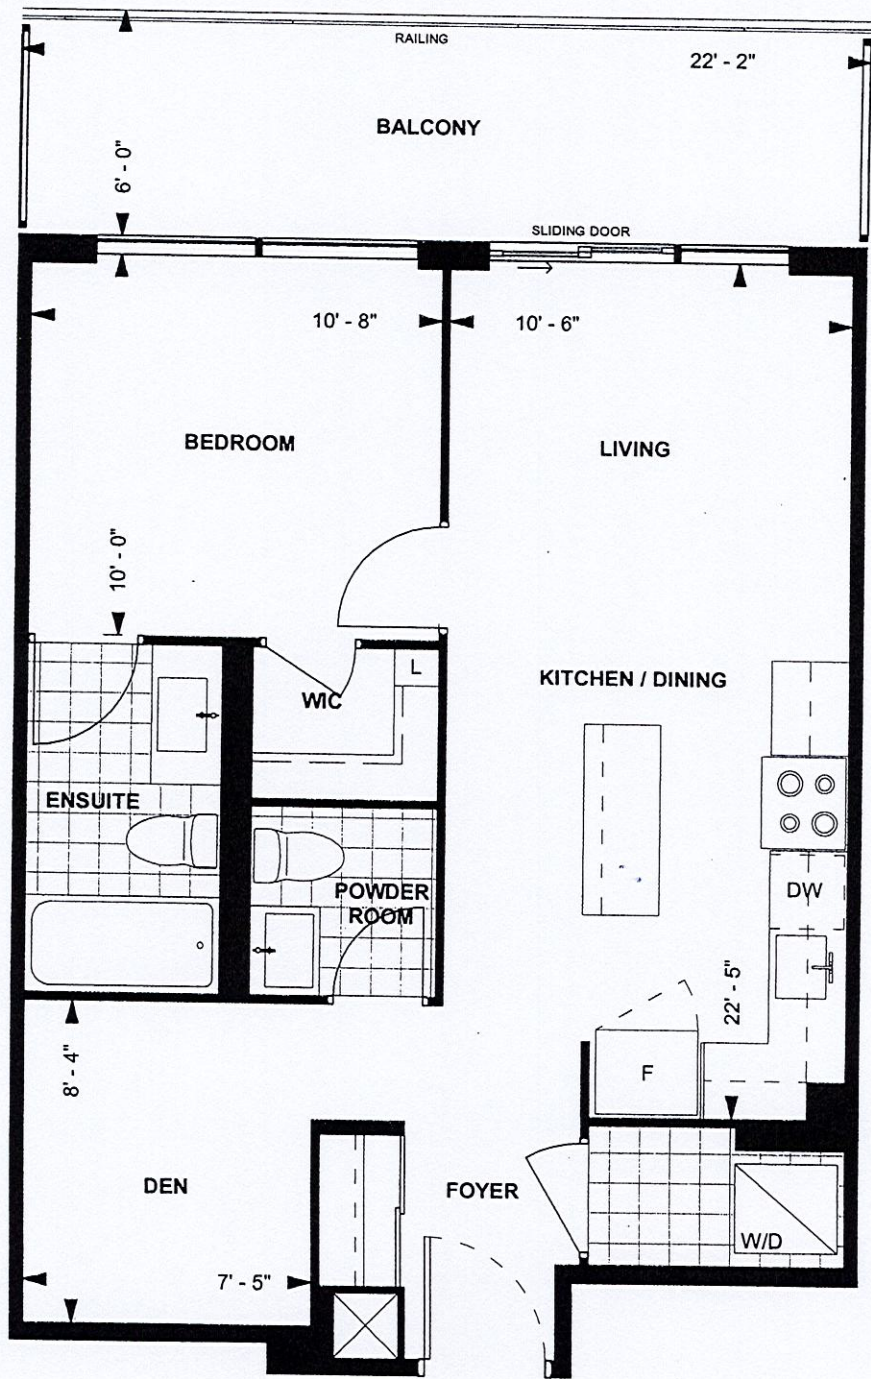 RAILING
22' - 2"
BALCONY
6' - 0"
SLIDING DOOR
10' - 8"
10' - 6"
BEDROOM
LIVING
10' - 0"
L
WIC
KITCHEN / DINING
ENSUITE
POWDER
ROOM
DW
22' - 5"
8' - 4"
F
DEN
FOYER
W/D
7' - 5"